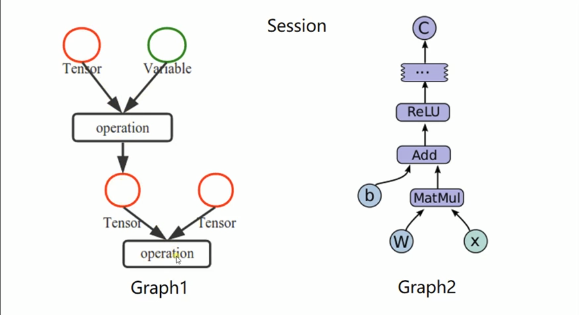 Session
Tensor
Variable
operation
Tensor
Tensor
operation
Graph1
C
...
ReLU
Add
b
MatMul
W
x
Graph2